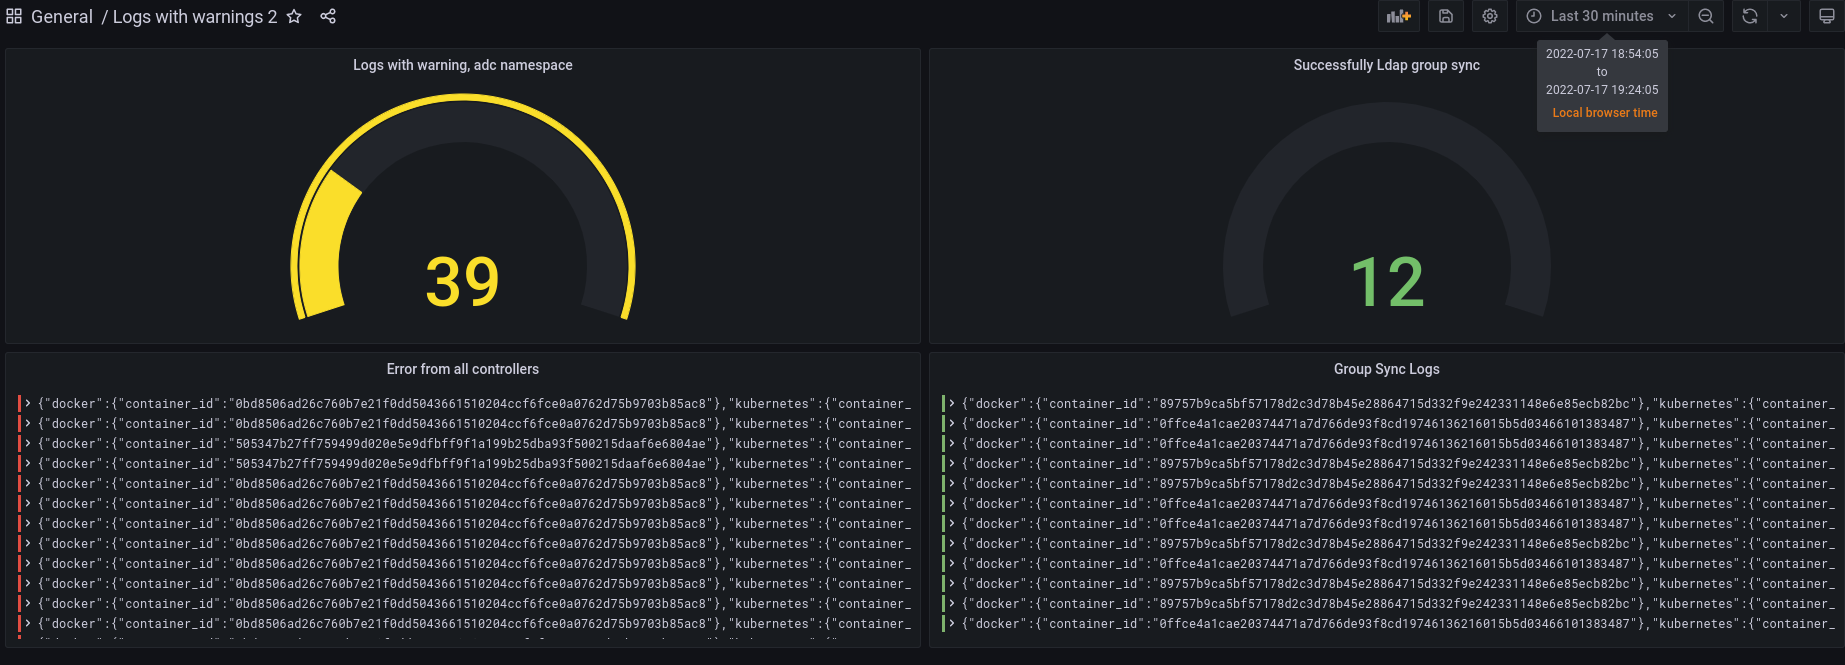 General / Logs with warnings 2
Last 30 minutes
2022-07-17 18:54:05
to
2022-07-17 19:24:05
Local browser time
Logs with warning, adc namespace
39
Successfully Ldap group sync
12
Error from all controllers
{"docker":{"container_id":"0bd8506ad26c760b7e21f0dd5043661510204ccf6fce0a0762d75b9703b85ac8"},"kubernetes":{"container_
{"docker":{"container_id":"0bd8506ad26c760b7e21f0dd5043661510204ccf6fce0a0762d75b9703b85ac8"},"kubernetes":{"container_
{"docker":{"container_id":"505347b27ff759499d020e5e9dfbff9f1a199b25dba93f500215daaf6e6804ae"},"kubernetes":{"container_
{"docker":{"container_id":"505347b27ff759499d020e5e9dfbff9f1a199b25dba93f500215daaf6e6804ae"},"kubernetes":{"container_
{"docker":{"container_id":"0bd8506ad26c760b7e21f0dd5043661510204ccf6fce0a0762d75b9703b85ac8"},"kubernetes":{"container_
{"docker":{"container_id":"0bd8506ad26c760b7e21f0dd5043661510204ccf6fce0a0762d75b9703b85ac8"},"kubernetes":{"container_
{"docker":{"container_id":"0bd8506ad26c760b7e21f0dd5043661510204ccf6fce0a0762d75b9703b85ac8"},"kubernetes":{"container_
{"docker":{"container_id":"0bd8506ad26c760b7e21f0dd5043661510204ccf6fce0a0762d75b9703b85ac8"},"kubernetes":{"container_
{"docker":{"container_id":"0bd8506ad26c760b7e21f0dd5043661510204ccf6fce0a0762d75b9703b85ac8"},"kubernetes":{"container_
{"docker":{"container_id":"0bd8506ad26c760b7e21f0dd5043661510204ccf6fce0a0762d75b9703b85ac8"},"kubernetes":{"container_
{"docker":{"container_id":"0bd8506ad26c760b7e21f0dd5043661510204ccf6fce0a0762d75b9703b85ac8"},"kubernetes":{"container_
{"docker":{"container_id":"0bd8506ad26c760b7e21f0dd5043661510204ccf6fce0a0762d75b9703b85ac8"},"kubernetes":{"container_
Group Sync Logs
{"docker":{"container_id":"89757b9ca5bf57178d2c3d78b45e28864715d332f9e242331148e6e85ecb82bc"},"kubernetes":{"container_
{"docker":{"container_id":"0ffce4a1cae20374471a7d766de93f8cd19746136216015b5d03466101383487"},"kubernetes":{"container_
{"docker":{"container_id":"0ffce4a1cae20374471a7d766de93f8cd19746136216015b5d03466101383487"},"kubernetes":{"container_
{"docker":{"container_id":"89757b9ca5bf57178d2c3d78b45e28864715d332f9e242331148e6e85ecb82bc"},"kubernetes":{"container_
{"docker":{"container_id":"89757b9ca5bf57178d2c3d78b45e28864715d332f9e242331148e6e85ecb82bc"},"kubernetes":{"container_
{"docker":{"container_id":"0ffce4a1cae20374471a7d766de93f8cd19746136216015b5d03466101383487"},"kubernetes":{"container_
{"docker":{"container_id":"0ffce4a1cae20374471a7d766de93f8cd19746136216015b5d03466101383487"},"kubernetes":{"container_
{"docker":{"container_id":"89757b9ca5bf57178d2c3d78b45e28864715d332f9e242331148e6e85ecb82bc"},"kubernetes":{"container_
{"docker":{"container_id":"0ffce4a1cae20374471a7d766de93f8cd19746136216015b5d03466101383487"},"kubernetes":{"container_
{"docker":{"container_id":"89757b9ca5bf57178d2c3d78b45e28864715d332f9e242331148e6e85ecb82bc"},"kubernetes":{"container_
{"docker":{"container_id":"89757b9ca5bf57178d2c3d78b45e28864715d332f9e242331148e6e85ecb82bc"},"kubernetes":{"container_
{"docker":{"container_id":"0ffce4a1cae20374471a7d766de93f8cd19746136216015b5d03466101383487"},"kubernetes":{"container_